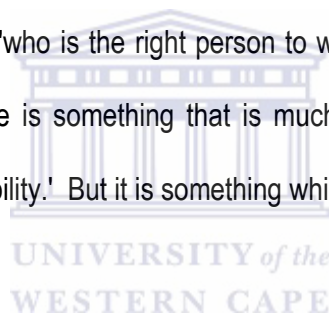 'who is the right person to w
e is something that is much
bility.' But it is something whi
UNIVERSITY of the
WESTERN CAPE